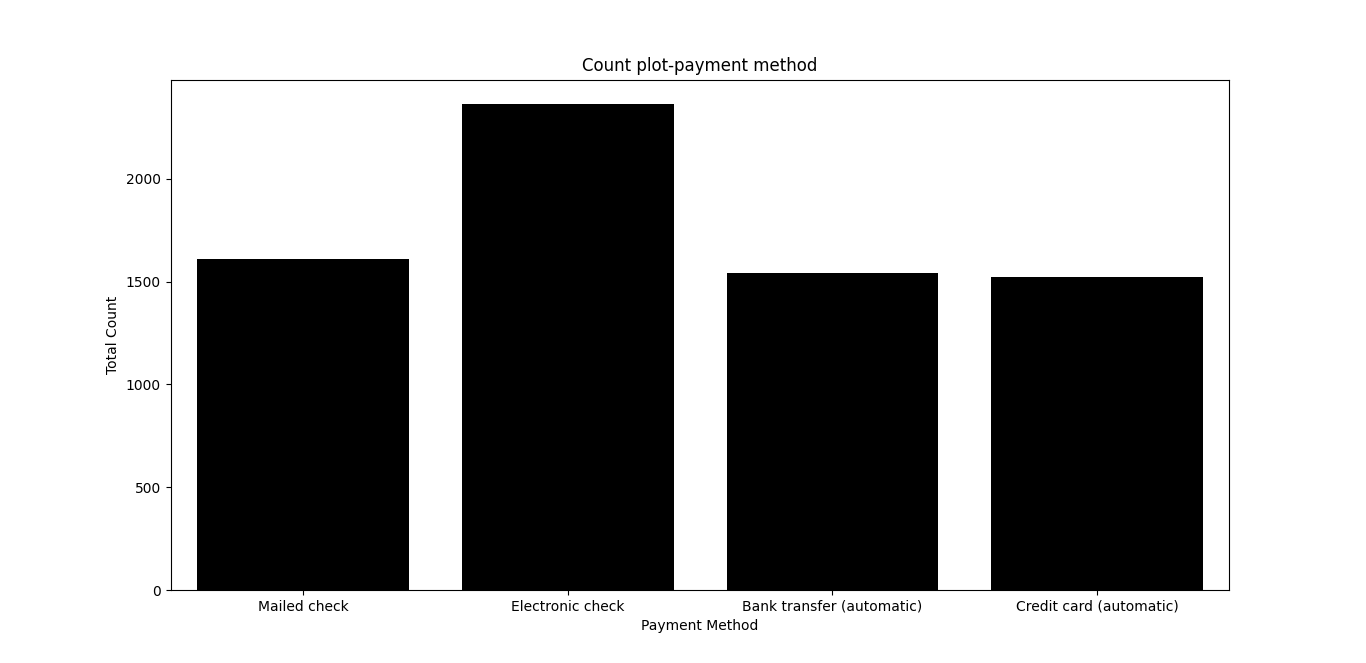 Count plot-payment method
2000
1500
1000
500
0
Total Count
Mailed check
Electronic check
Bank transfer (automatic)
Credit card (automatic)
Payment Method